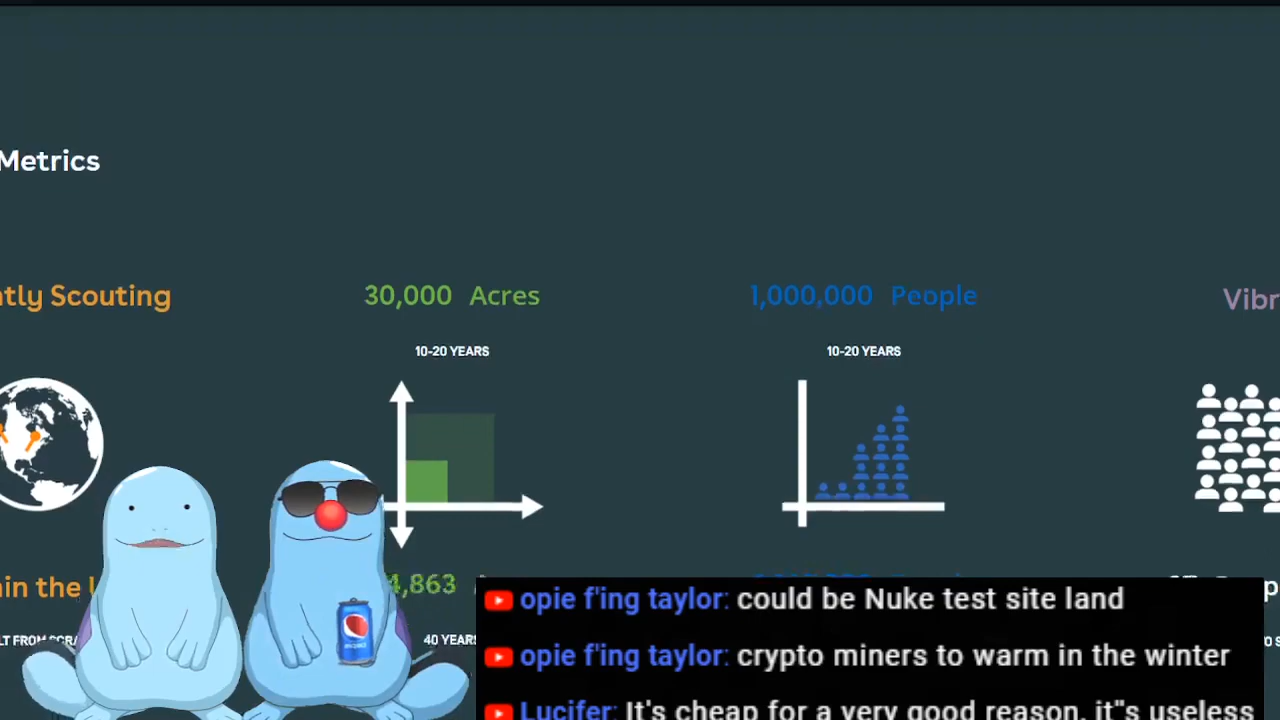 Metrics
tly Scouting
30,000 Acres
1,000,000 People
Vibr
10-20 YEARS
10-20 YEARS
in the
4,863
40 YEARS
opie f'ing taylor: could be Nuke test site land
opie f'ing taylor: crypto miners to warm in the winter
Lucifer: It's cheap for a very good reason, it"s useless